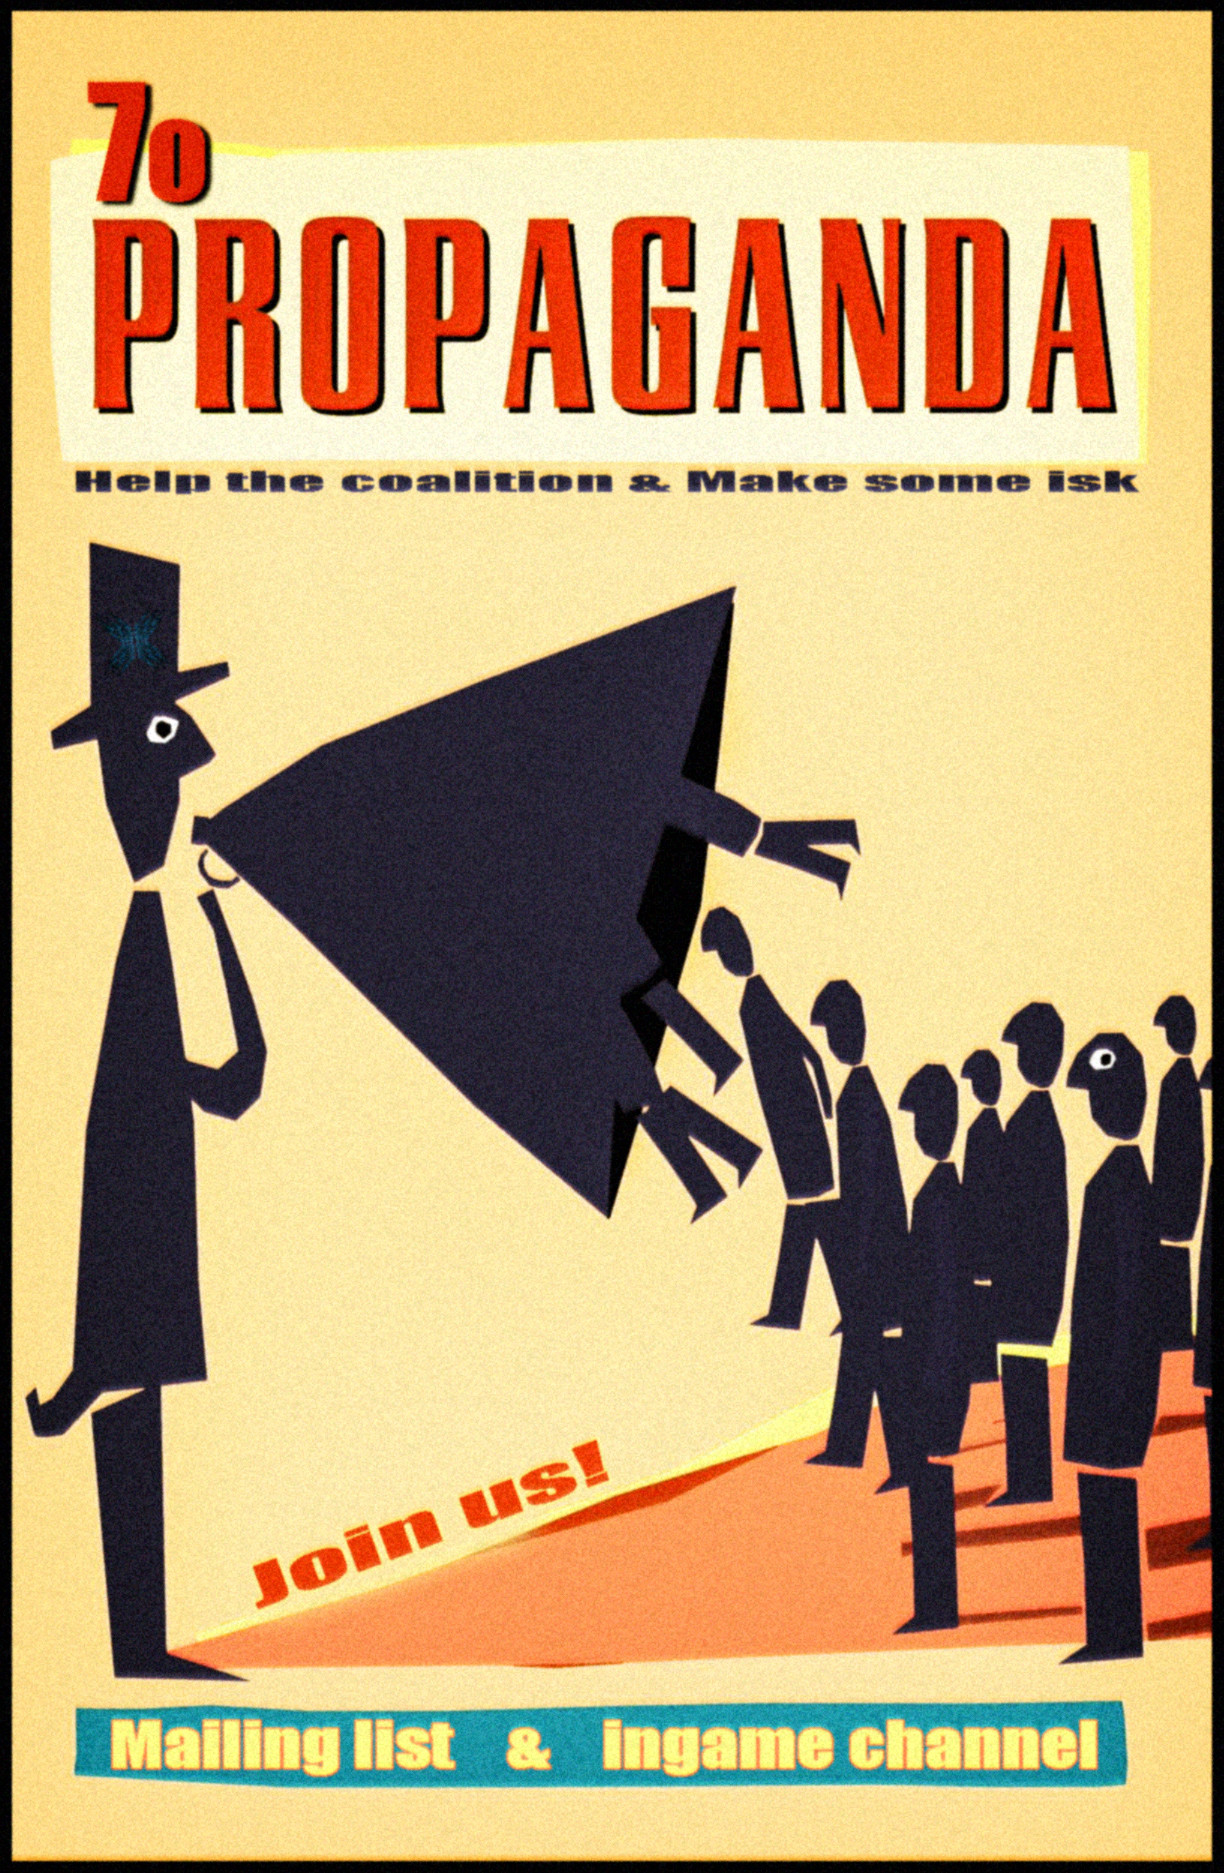 7o
PROPAGANDA
Help the coalition & Make some isk
Join us!
Mailing list & ingame channel